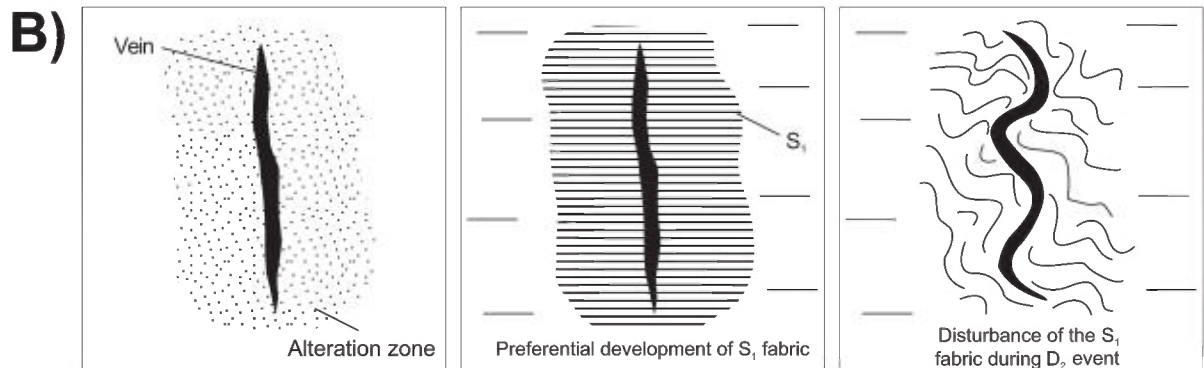 B)
Vein
Alteration zone
S₁
Preferential development of S₁ fabric
Disturbance of the S₁
fabric during D₂ event